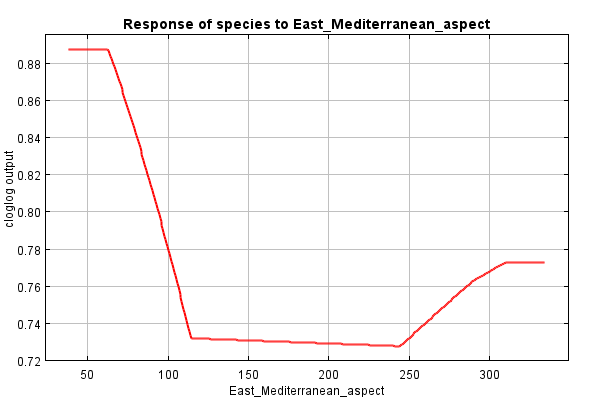 Response of species to East_Mediterranean_aspect
cloglog output
0.88
0.86
0.84
0.82
0.80
0.78
0.76
0.74
0.72
50 100 150 200 250 300
East_Mediterranean_aspect